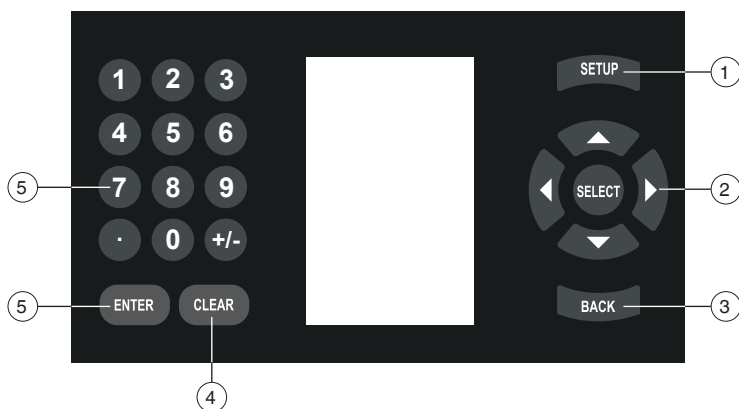 1 2 3 SETUP 1
4 5 6
5 7 8 9 SELECT 2
. 0 +/-
5 ENTER CLEAR BACK 3
4